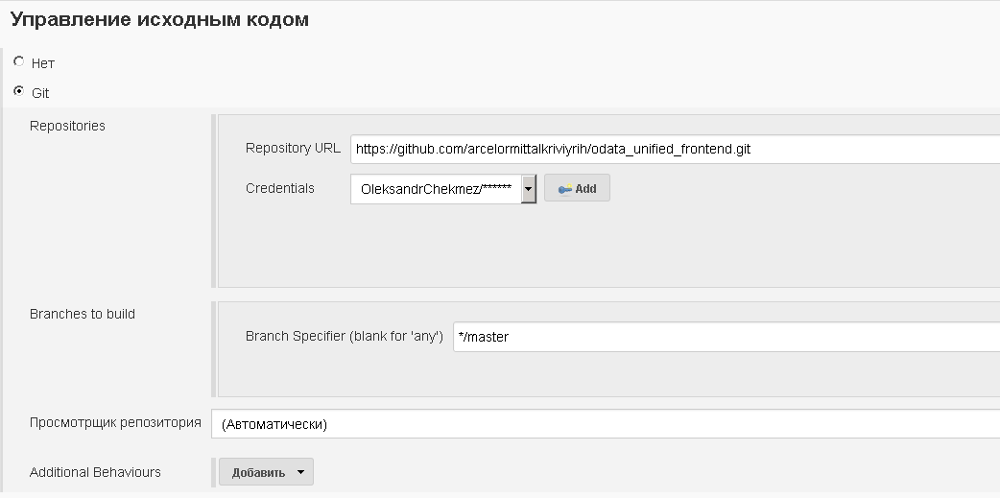 Управление исходным кодом
Нет
Git
Repositories
Repository URL https://github.com/arcelormittalkriviyrih/odata_unified_frontend.git
Credentials OleksandrChekmez/****** Add
Branches to build
Branch Specifier (blank for 'any') */master
Просмотрщик репозитория (Автоматически)
Additional Behaviours Добавить